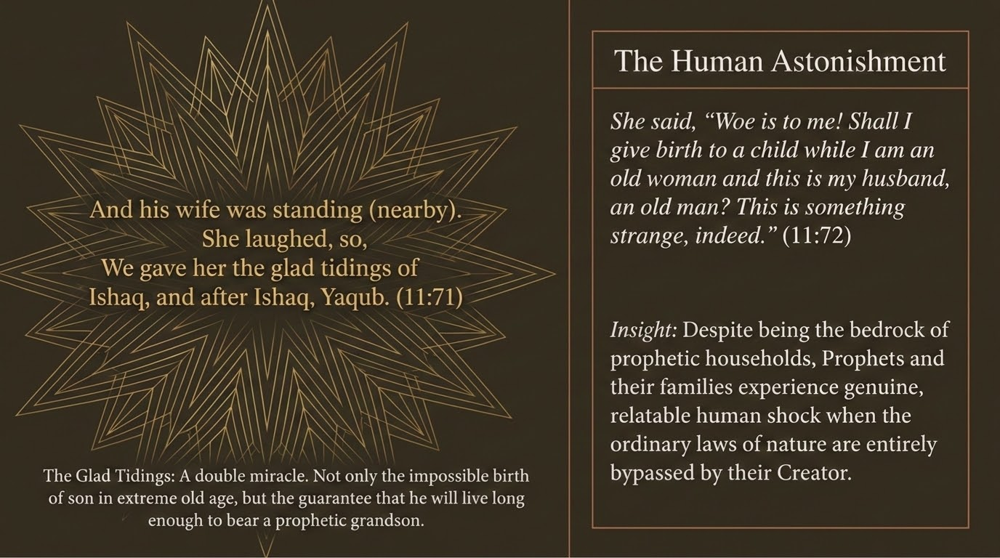 And his wife was standing (nearby).
She laughed, so,
We gave her the glad tidings of
Ishaq, and after Ishaq, Yaqub. (11:71)
The Glad Tidings: A double miracle. Not only the impossible birth
of son in extreme old age, but the guarantee that he will live long
enough to bear a prophetic grandson.
The Human Astonishment
She said, “Woe is to me! Shall I
give birth to a child while I am an
old woman and this is my husband,
an old man? This is something
strange, indeed.” (11:72)
Insight: Despite being the bedrock of
prophetic households, Prophets and
their families experience genuine,
relatable human shock when the
ordinary laws of nature are entirely
bypassed by their Creator.